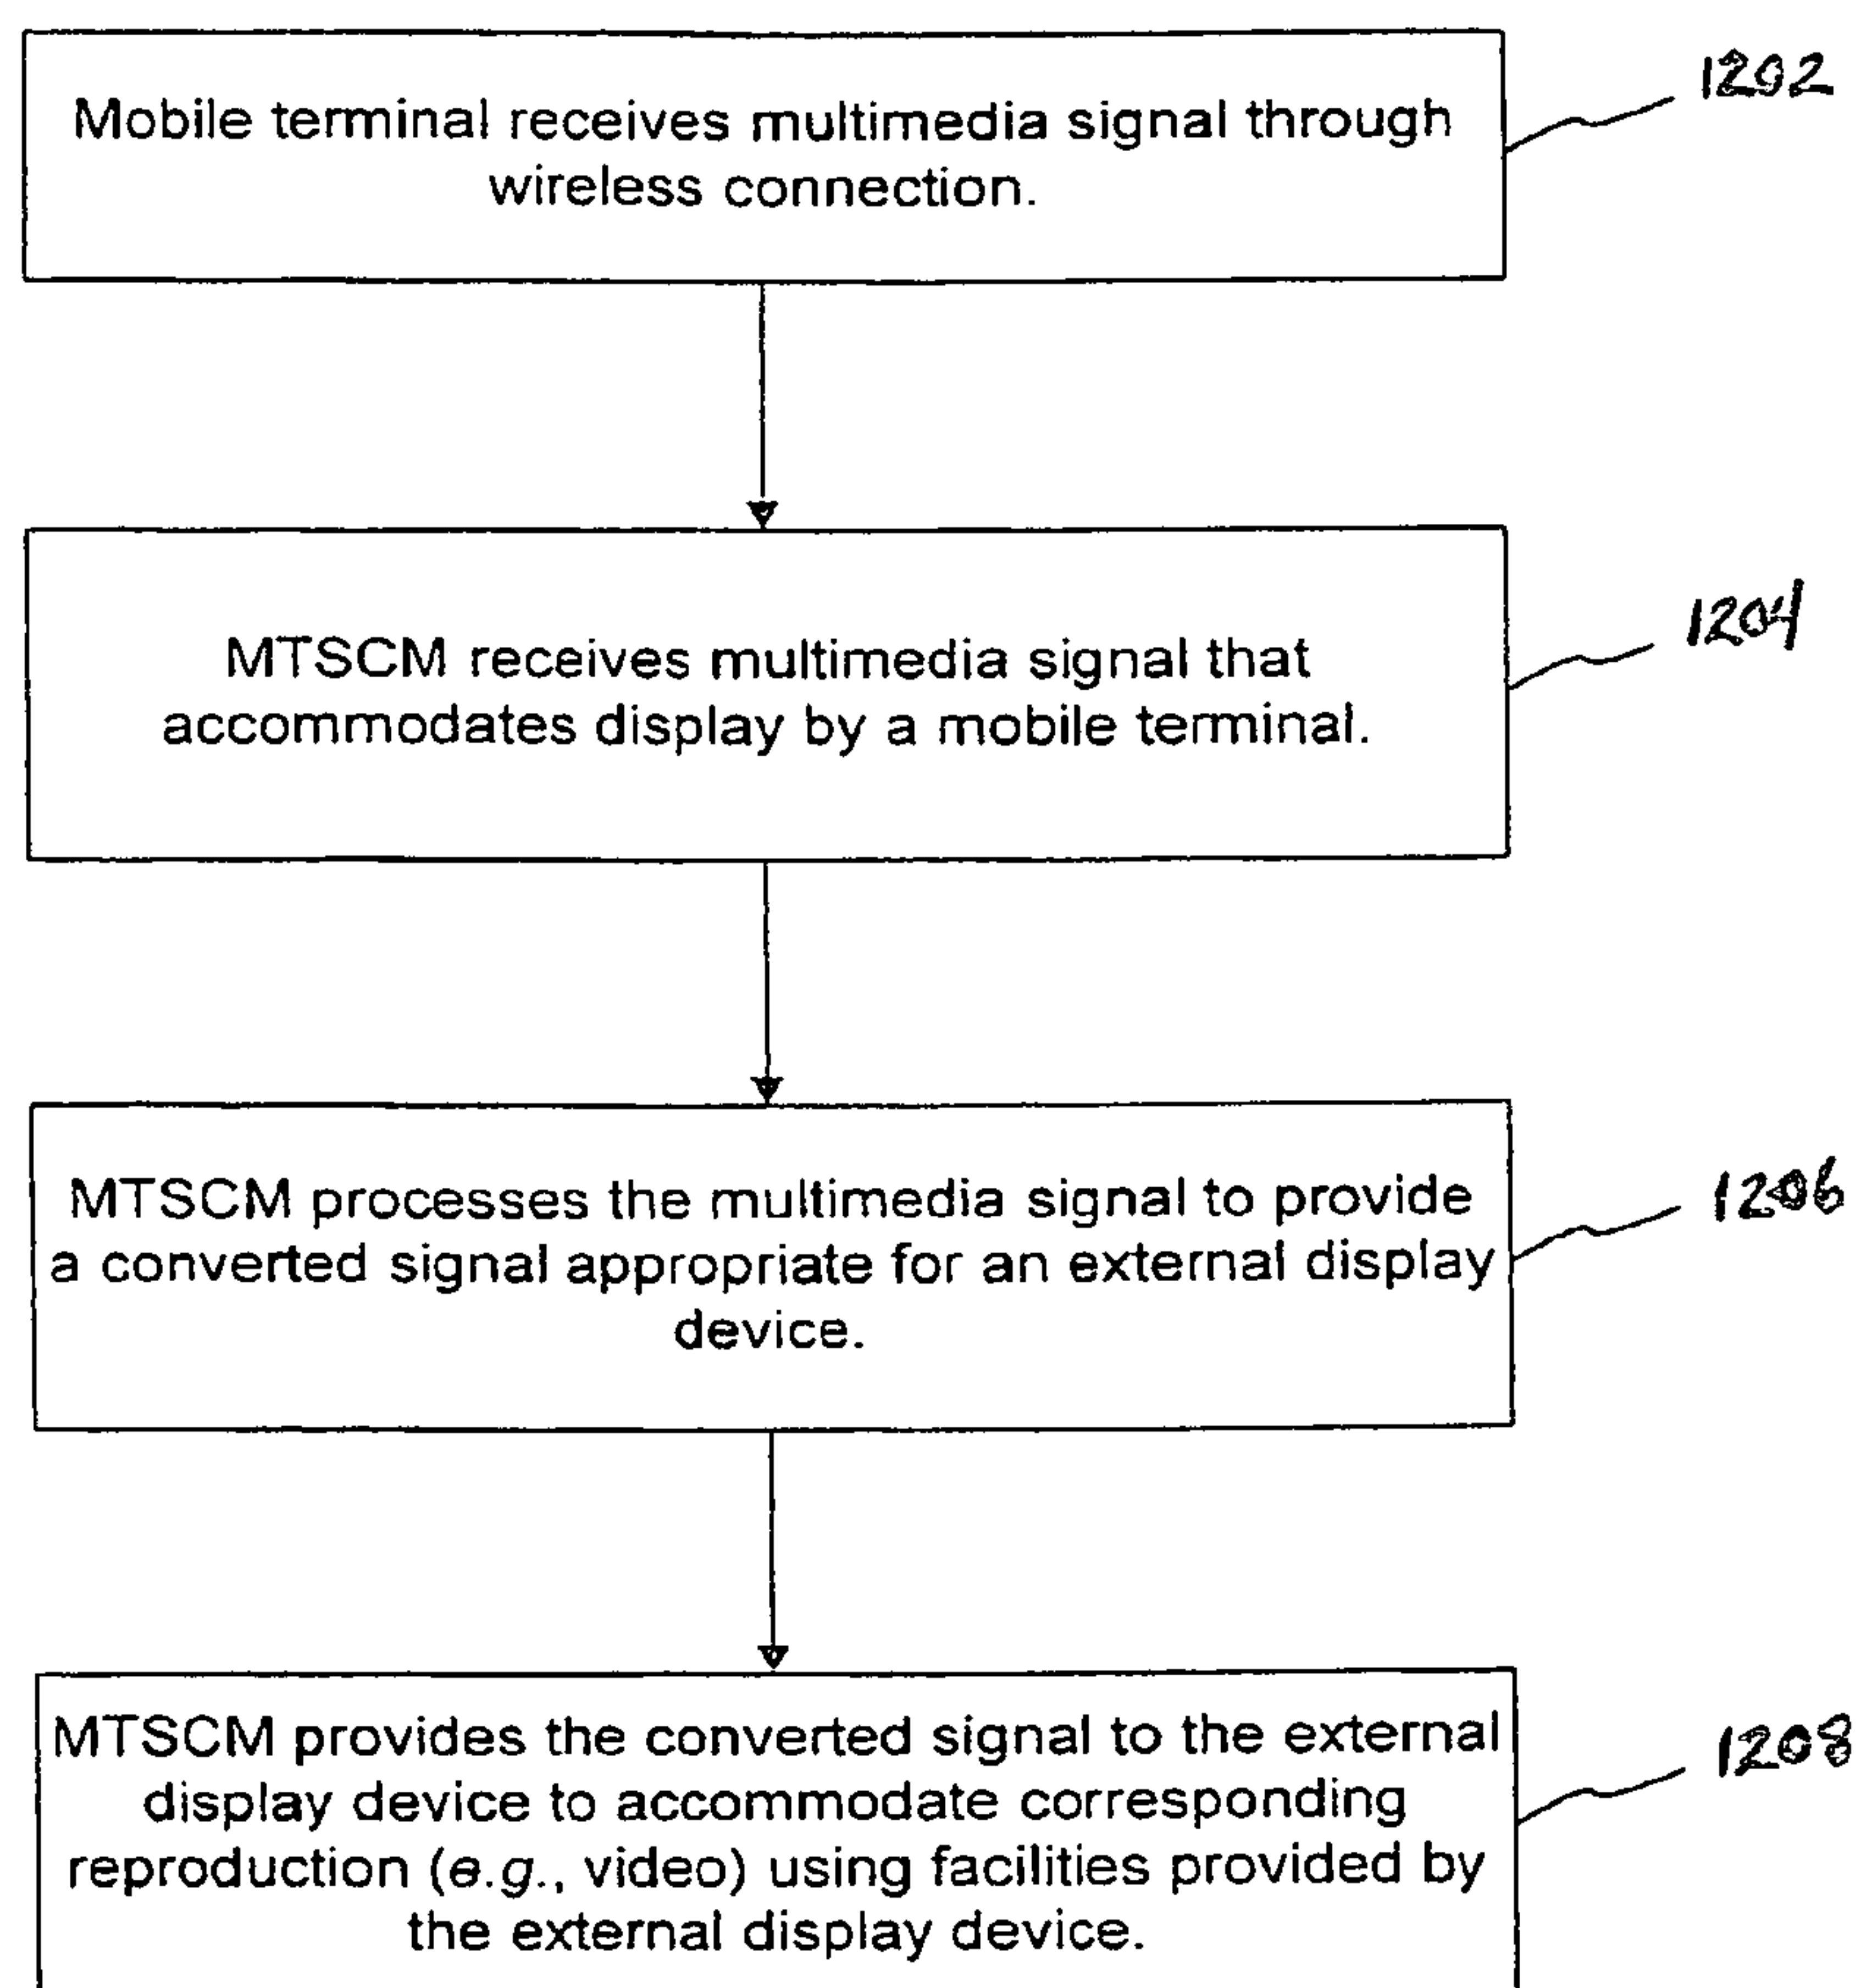 Mobile terminal receives multimedia signal through
wireless connection.
1202
MTSCM receives multimedia signal that
accommodates display by a mobile terminal.
1204
MTSCM processes the multimedia signal to provide
a converted signal appropriate for an external display
device.
1206
MTSCM provides the converted signal to the external
display device to accommodate corresponding
reproduction (e.g., video) using facilities provided by
the external display device.
1208